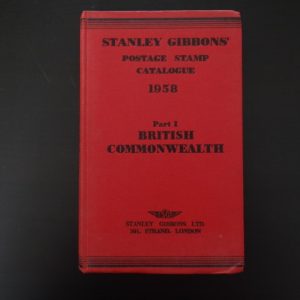 STANLEY GIBBONS'
POSTAGE STAMP
CATALOGUE
1958
Part I
BRITISH
COMMONWEALTH
STANLEY GIBBONS LTD.
391, STRAND, LONDON